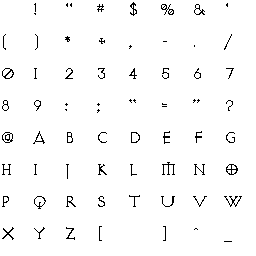 ! “ # $ % & ‘
( ) * + , - . /
0 1 2 3 4 5 6 7
8 9 : ; “ = ” ?
@ A B C D E F G
H I J K L M N O
P Q R S T U V W
X Y Z [ ] ^ _